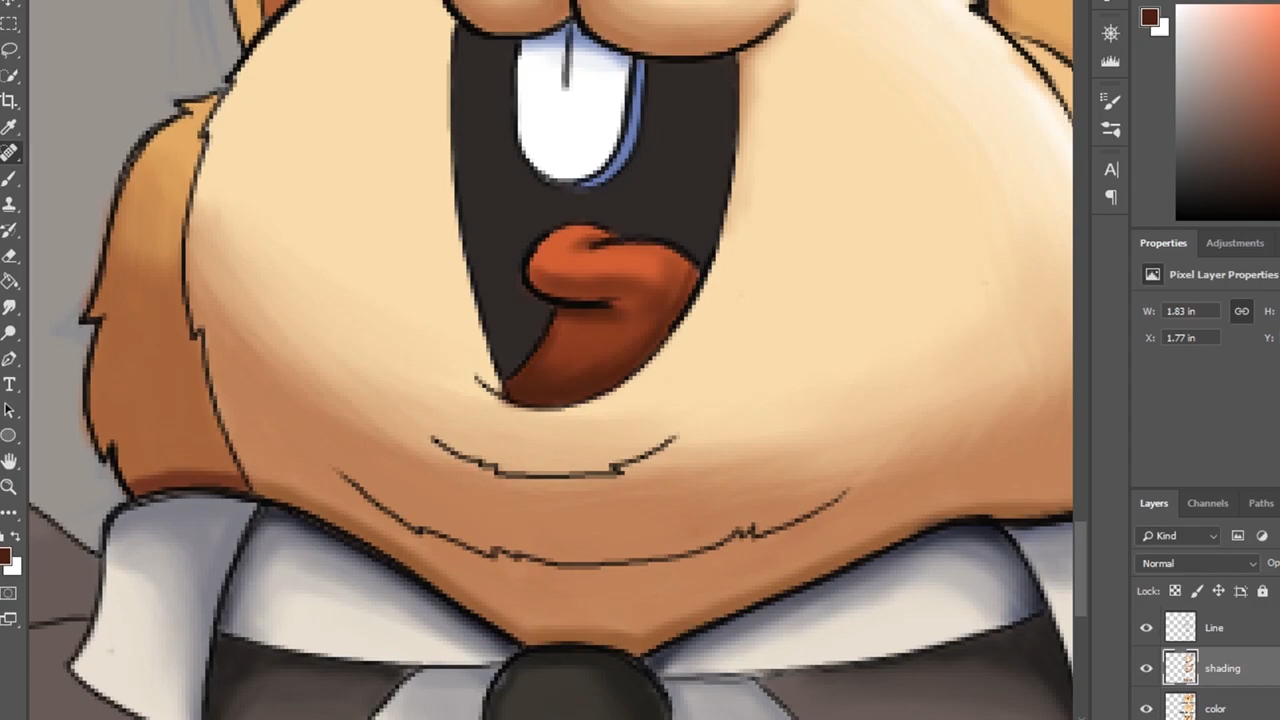 Properties Adjustments
Pixel Layer Properties
W: 1.83 in H:
X: 1.77 in Y:
Layers Channels Paths
Kind
Normal Op
Lock:
Line
shading
color